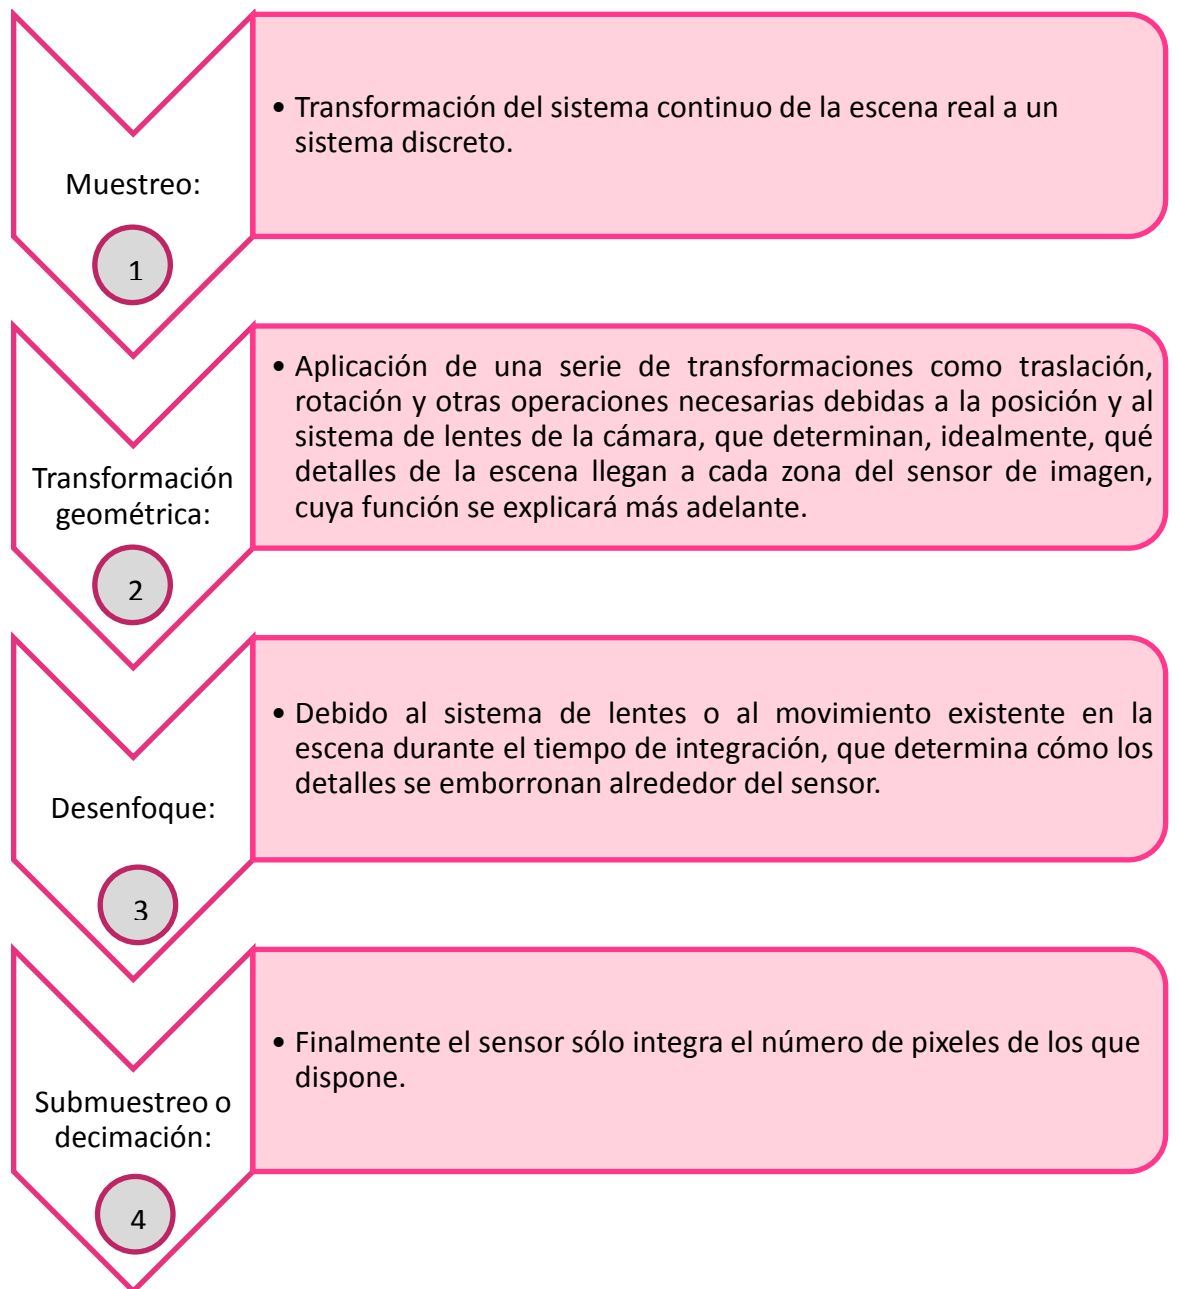 Muestreo:
1
• Transformación del sistema continuo de la escena real a un
sistema discreto.
Transformación
geométrica:
2
• Aplicación de una serie de transformaciones como traslación,
rotación y otras operaciones necesarias debidas a la posición y al
sistema de lentes de la cámara, que determinan, idealmente, qué
detalles de la escena llegan a cada zona del sensor de imagen,
cuya función se explicará más adelante.
Desenfoque:
3
• Debido al sistema de lentes o al movimiento existente en la
escena durante el tiempo de integración, que determina cómo los
detalles se emborronan alrededor del sensor.
Submuestreo o
decimación:
4
• Finalmente el sensor sólo integra el número de pixeles de los que
dispone.